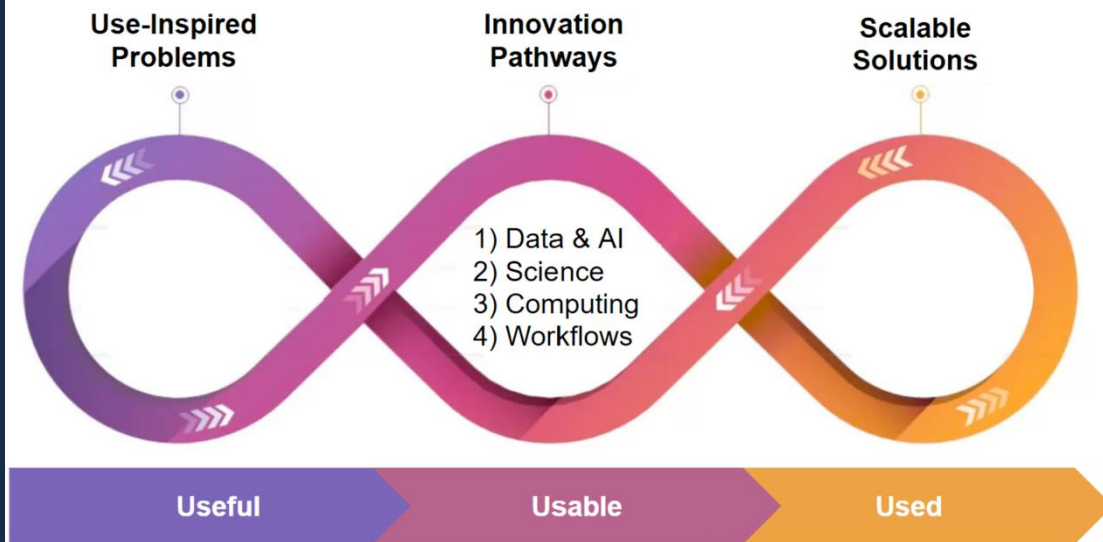 Use-Inspired
Problems
Innovation
Pathways
Scalable
Solutions
1) Data & AI
2) Science
3) Computing
4) Workflows
Useful
Usable
Used